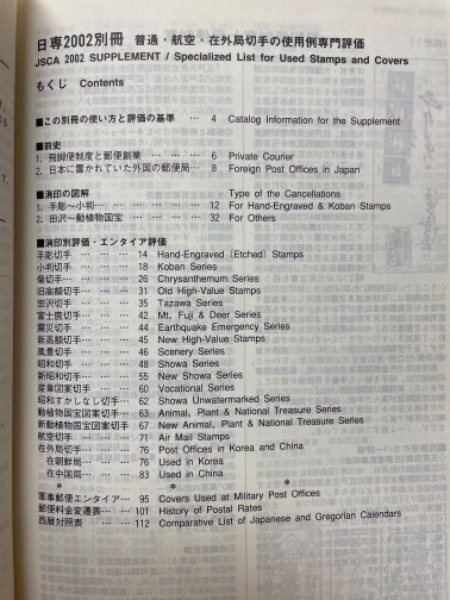 日専2002別冊 普通・航空・在外局切手の使用例専門評価
JSCA 2002 SUPPLEMENT / Specialized List for Used Stamps and Covers
もくじ Contents
■この別冊の使い方と評価の基準 … 4 Catalog Information for the Supplement
■前史
1. 飛脚便制度と郵便創業 … … … 6 Private Courier
2. 日本に置かれていた外国の郵便局… 8 Foreign Post Offices in Japan
■消印の図解 Type of the Cancellations
1. 手彫〜小判… … … … … … … 12 For Hand-Engraved & Koban Stamps
2. 田沢〜動植物国宝 … … … … … 32 For Others
■消印別評価・エンタイア評価
手彫切手 … … … 14 Hand-Engraved (Etched) Stamps
小判切手 … … … 18 Koban Series
菊切手… … … … 26 Chrysanthemum Series
旧高額切手… … … 31 Old High-Value Stamps
田沢切手 … … … 35 Tazawa Series
富士鹿切手 … … 42 Mt. Fuji & Deer Series
震災切手 … … … 44 Earthquake Emergency Series
新高額切手… … … 45 New High-Value Stamps
風景切手 … … … 46 Scenery Series
昭和切手 … … … 48 Showa Series
新昭和切手… … … 55 New Showa Series
産業図案切手 … … 60 Vocational Series
昭和すかしなし切手… 62 Showa Unwatermarked Series
動植物国宝図案切手… 63 Animal, Plant & National Treasure Series
新動植物国宝図案切手 67 New Animal, Plant & National Treasure Series
航空切手 … … … 71 Air Mail Stamps
在外局切手… … … 76 Post Offices in Korea and China
在朝鮮局… … … 76 Used in Korea
在中国局… … … 83 Used in China
* * *
軍事郵便エンタイア… 95 Covers Used at Military Post Offices
郵便料金変遷表… … 101 History of Postal Rates
西暦対照表 … … 112 Comparative List of Japanese and Gregorian Calendars